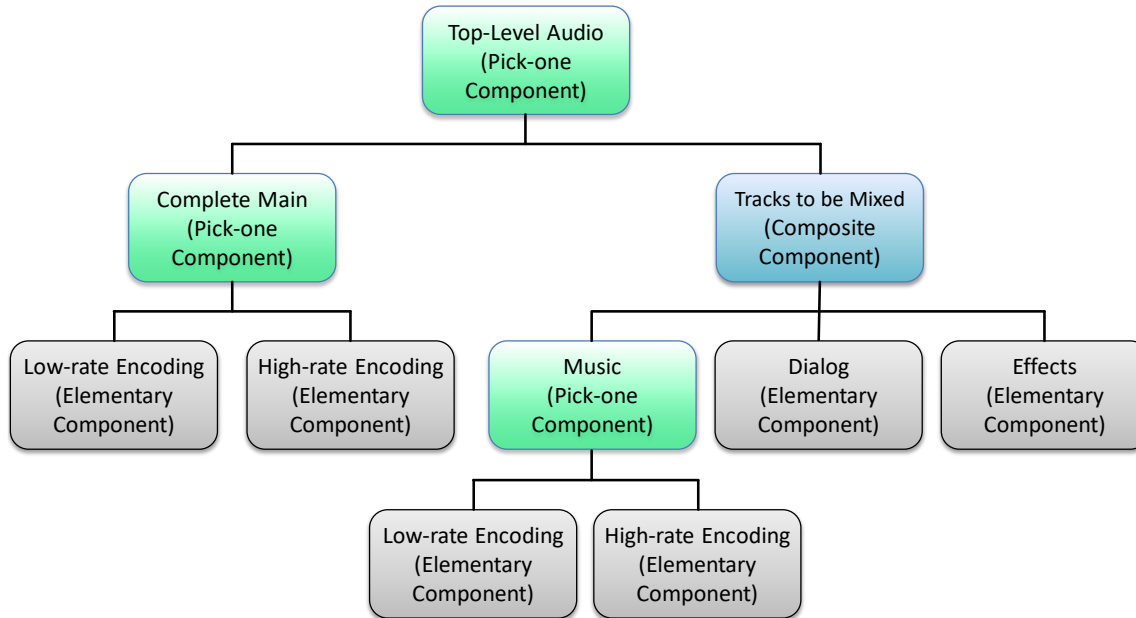 Top-Level Audio
(Pick-one
Component)
Complete Main
(Pick-one
Component)
Tracks to be Mixed
(Composite
Component)
Low-rate Encoding
(Elementary
Component)
High-rate Encoding
(Elementary
Component)
Music
(Pick-one
Component)
Dialog
(Elementary
Component)
Effects
(Elementary
Component)
Low-rate Encoding
(Elementary
Component)
High-rate Encoding
(Elementary
Component)